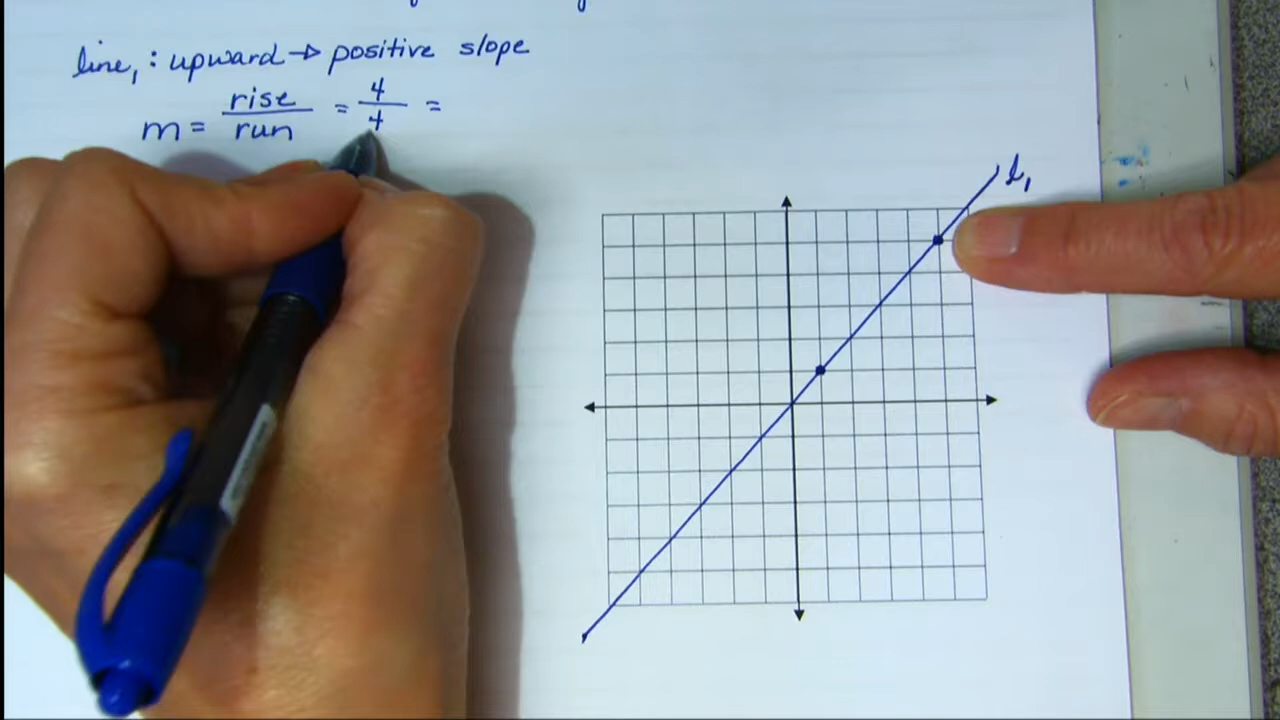 line₁ : upward → positive slope
m = rise/run = 4/4 =
l₁